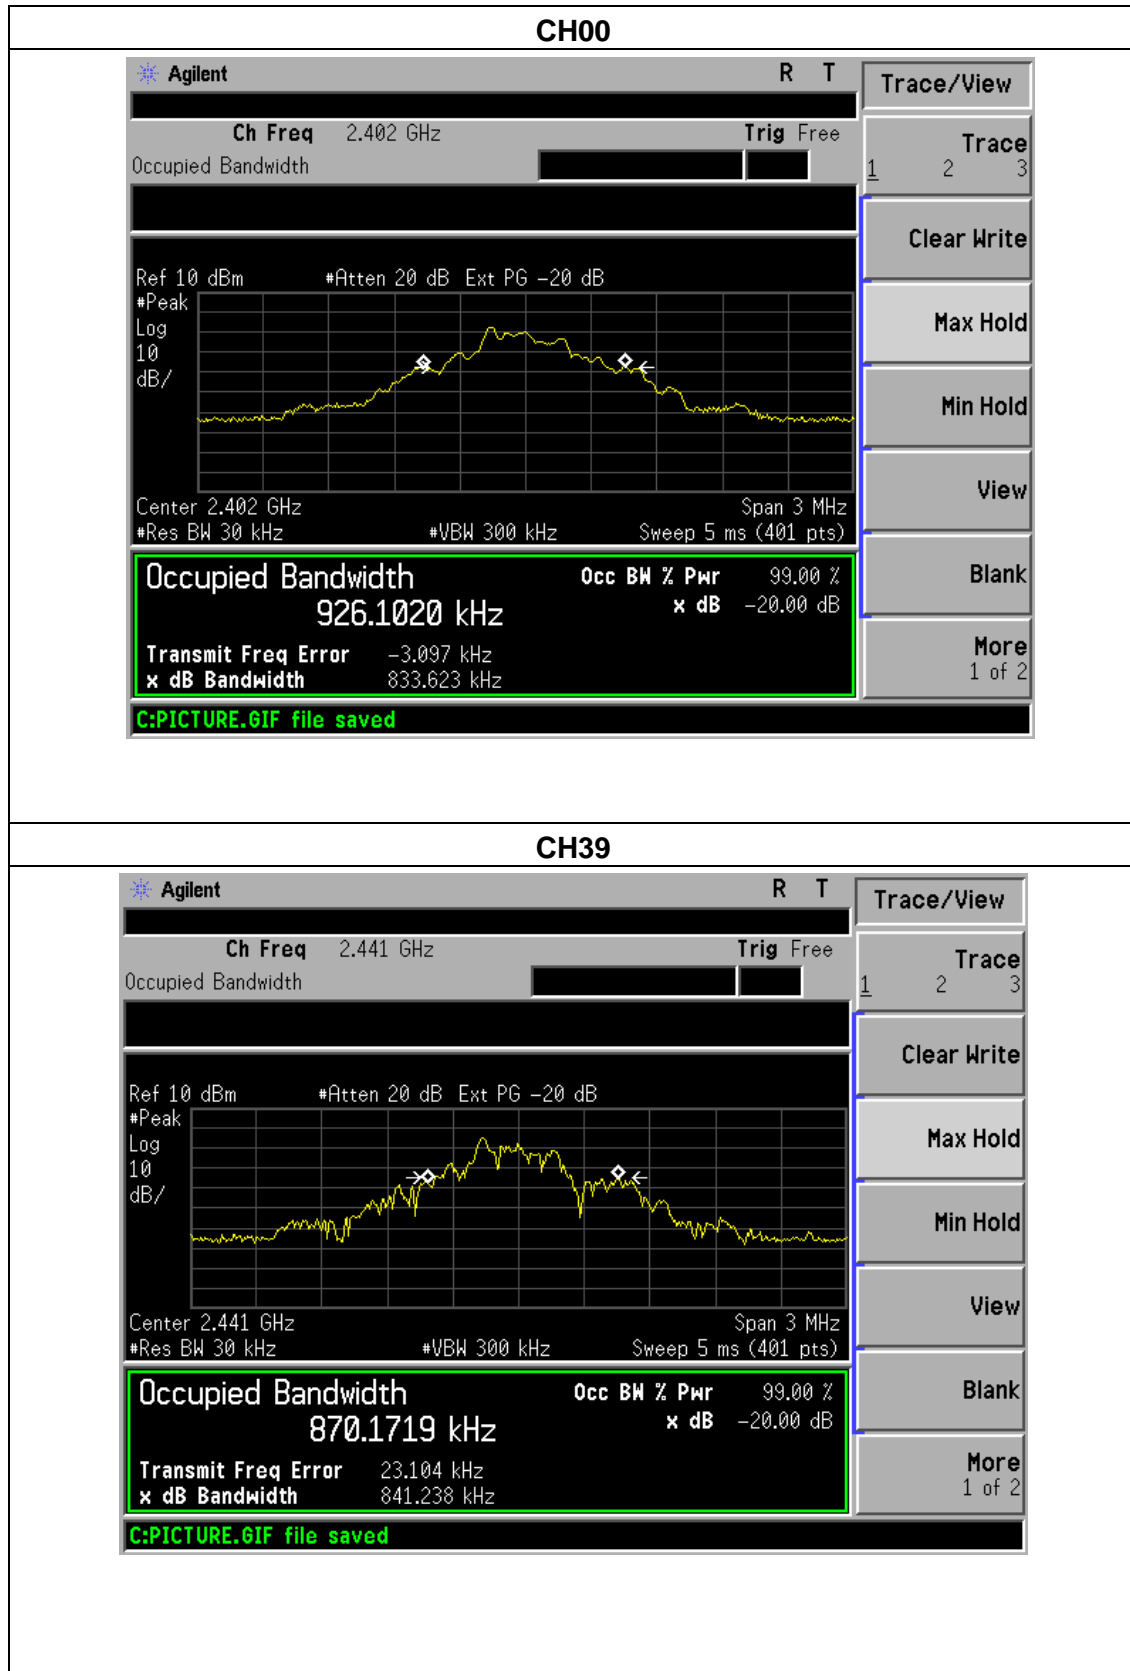 CH00
Agilent R T
Trace/View
Ch Freq 2.402 GHz Trig Free
Occupied Bandwidth
Trace
1 2 3
Clear Write
Max Hold
Min Hold
View
Blank
More
1 of 2
Ref 10 dBm #Atten 20 dB Ext PG -20 dB
#Peak
Log
10
dB/
Center 2.402 GHz Span 3 MHz
#Res BW 30 kHz #VBW 300 kHz Sweep 5 ms (401 pts)
Occupied Bandwidth Occ BW % Pwr 99.00 %
926.1020 kHz x dB -20.00 dB
Transmit Freq Error -3.097 kHz
x dB Bandwidth 833.623 kHz
C:PICTURE.GIF file saved
CH39
Agilent R T
Trace/View
Ch Freq 2.441 GHz Trig Free
Occupied Bandwidth
Trace
1 2 3
Clear Write
Max Hold
Min Hold
View
Blank
More
1 of 2
Ref 10 dBm #Atten 20 dB Ext PG -20 dB
#Peak
Log
10
dB/
Center 2.441 GHz Span 3 MHz
#Res BW 30 kHz #VBW 300 kHz Sweep 5 ms (401 pts)
Occupied Bandwidth Occ BW % Pwr 99.00 %
870.1719 kHz x dB -20.00 dB
Transmit Freq Error 23.104 kHz
x dB Bandwidth 841.238 kHz
C:PICTURE.GIF file saved